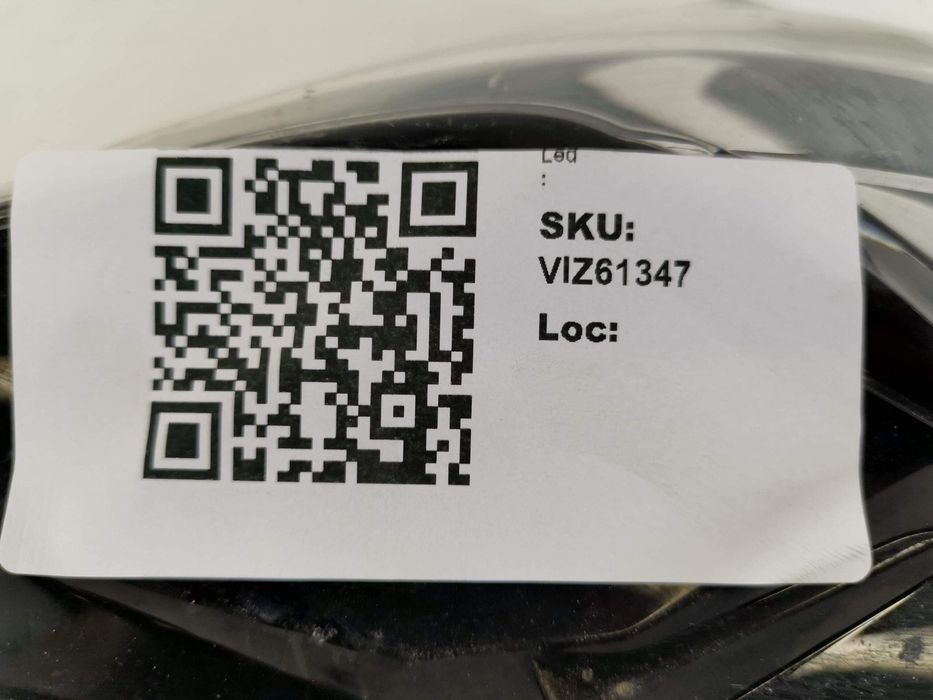 Led
:
SKU:
VIZ61347
Loc: